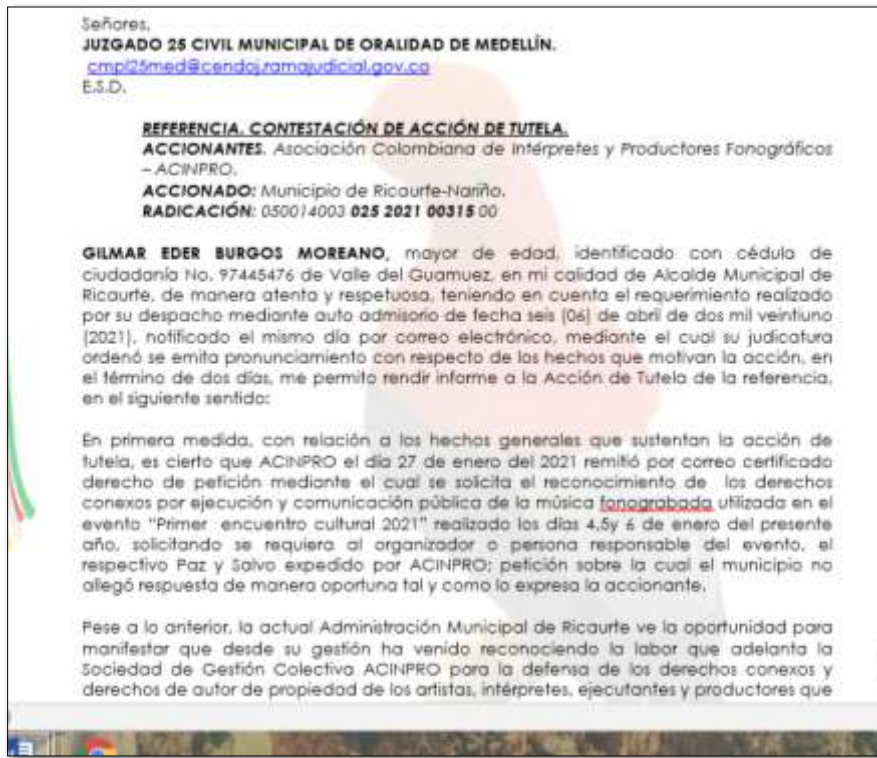 Señores,
JUZGADO 25 CIVIL MUNICIPAL DE ORALIDAD DE MEDELLÍN.
cmpl25med@cendoj.ramajudicial.gov.co
E.S.D.
REFERENCIA. CONTESTACIÓN DE ACCIÓN DE TUTELA.
ACCIONANTES. Asociación Colombiana de Intérpretes y Productores Fonográficos
– ACINPRO.
ACCIONADO: Municipio de Ricaurte-Nariño.
RADICACIÓN: 050014003 025 2021 00315 00
GILMAR EDER BURGOS MOREANO, mayor de edad, identificado con cédula de
ciudadanía No. 97445476 de Valle del Guamuez, en mi calidad de Alcalde Municipal de
Ricaurte, de manera atenta y respetuosa, teniendo en cuenta el requerimiento realizado
por su despacho mediante auto admisorio de fecha seis (06) de abril de dos mil veintiuno
(2021), notificado el mismo día por correo electrónico, mediante el cual su judicatura
ordenó se emita pronunciamiento con respecto de los hechos que motivan la acción, en
el término de dos días, me permito rendir informe a la Acción de Tutela de la referencia,
en el siguiente sentido:
En primera medida, con relación a los hechos generales que sustentan la acción de
tutela, es cierto que ACINPRO el día 27 de enero del 2021 remitió por correo certificado
derecho de petición mediante el cual se solicita el reconocimiento de los derechos
conexos por ejecución y comunicación pública de la música fonograbada utilizada en el
evento “Primer encuentro cultural 2021” realizado los días 4,5y 6 de enero del presente
año, solicitando se requiera al organizador o persona responsable del evento, el
respectivo Paz y Salvo expedido por ACINPRO; petición sobre la cual el municipio no
allegó respuesta de manera oportuna tal y como lo expresa la accionante.
Pese a lo anterior, la actual Administración Municipal de Ricaurte ve la oportunidad para
manifestar que desde su gestión ha venido reconociendo la labor que adelanta la
Sociedad de Gestión Colectiva ACINPRO para la defensa de los derechos conexos y
derechos de autor de propiedad de los artistas, intérpretes, ejecutantes y productores que